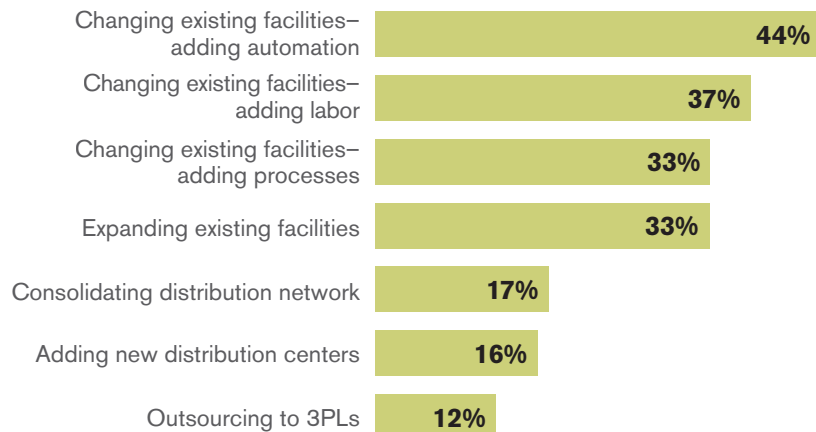 Changing existing facilities–
adding automation
44%
Changing existing facilities–
adding labor
37%
Changing existing facilities–
adding processes
33%
Expanding existing facilities
33%
Consolidating distribution network
17%
Adding new distribution centers
16%
Outsourcing to 3PLs
12%